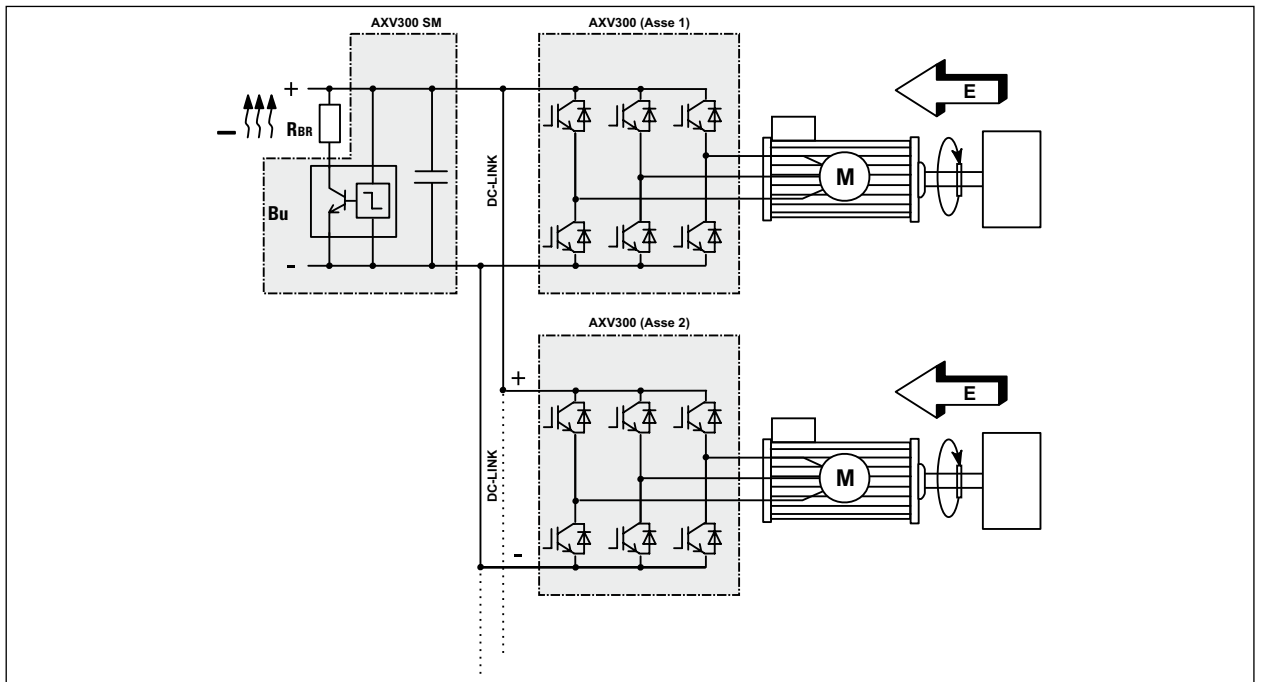 AXV300 SM
AXV300 (Asse 1)
+
RBR
Bu
-
DC-LINK
M
E
AXV300 (Asse 2)
+
DC-LINK
-
M
E